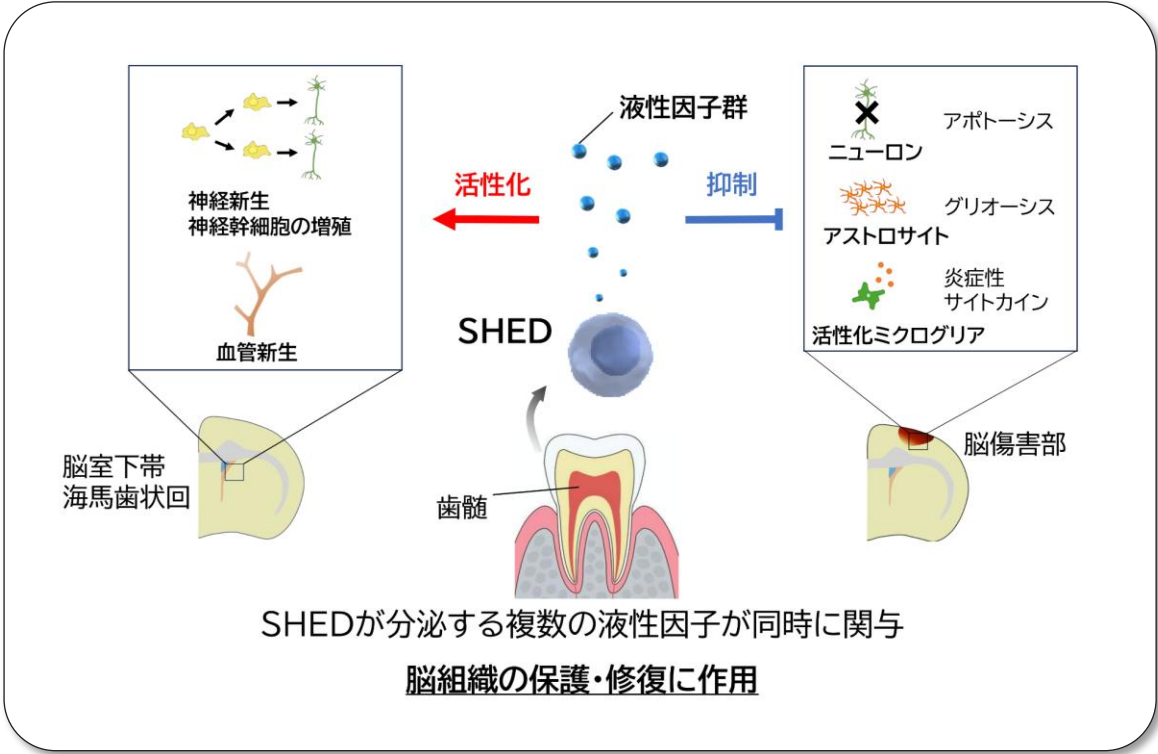 液性因子群
活性化
抑制
神経新生
神経幹細胞の増殖
血管新生
ニューロン
アポトーシス
アストロサイト
グリオーシス
炎症性
サイトカイン
活性化ミクログリア
SHED
脳室下帯
海馬歯状回
歯髄
脳傷害部
SHEDが分泌する複数の液性因子が同時に関与
脳組織の保護・修復に作用